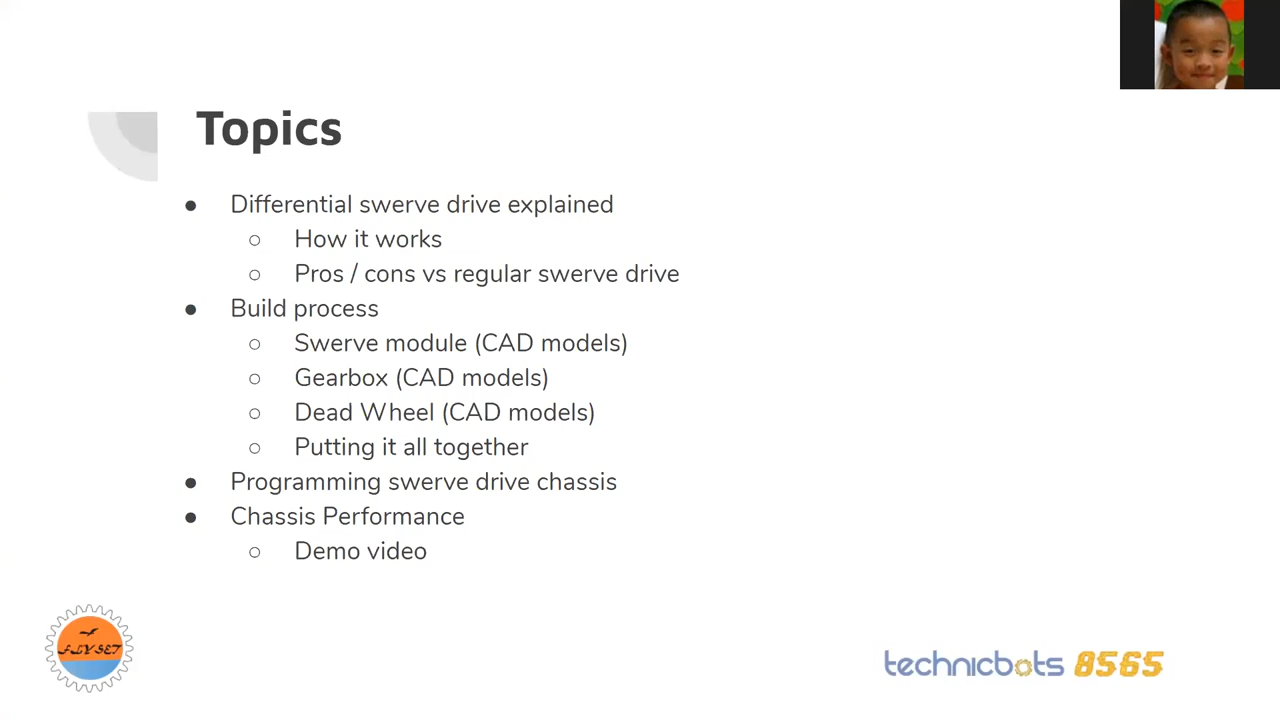 Topics
● Differential swerve drive explained
○ How it works
○ Pros / cons vs regular swerve drive
● Build process
○ Swerve module (CAD models)
○ Gearbox (CAD models)
○ Dead Wheel (CAD models)
○ Putting it all together
● Programming swerve drive chassis
● Chassis Performance
○ Demo video
FLYSET
technicbots 8565